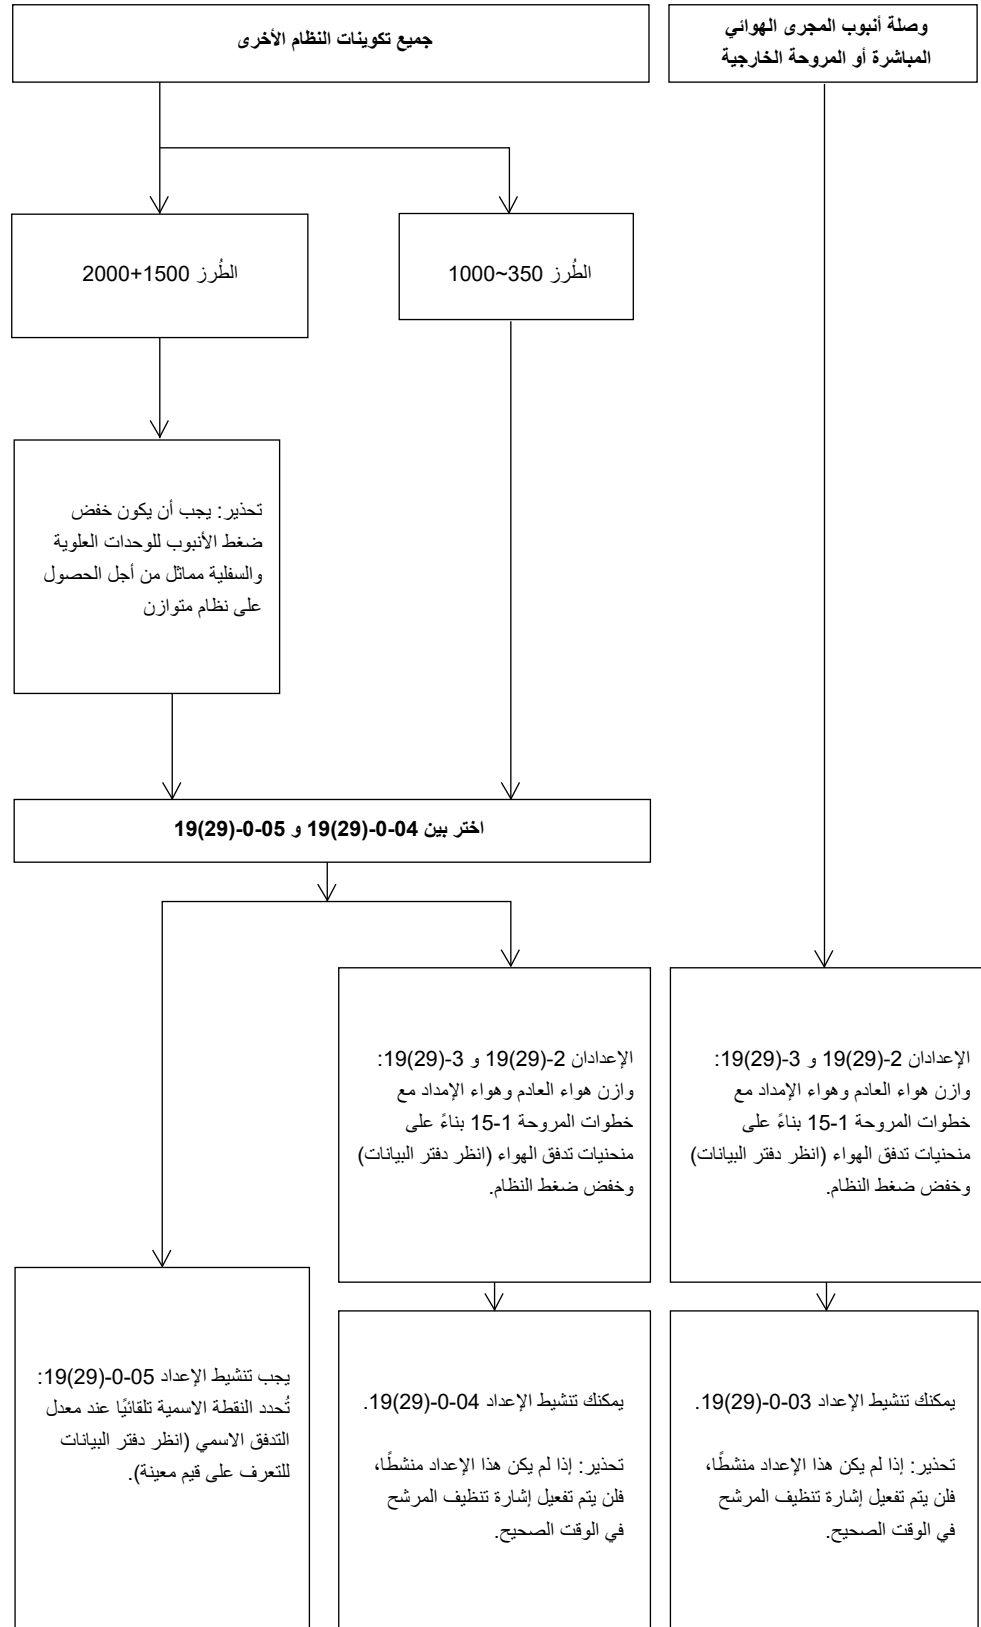 وصلة أنبوب المجرى الهوائي
المباشرة أو المروحة الخارجية
جميع تكوينات النظام الأخرى
الطُرز 350~1000
الطُرز 1500+2000
تحذير: يجب أن يكون خفض
ضغط الأنبوب للوحدات العلوية
والسفلية مماثل من أجل الحصول
على نظام متوازن
اختر بين 19(29)-0-04 و 19(29)-0-05
الإعدادان 19(29)-2 و 19(29)-3:
وازن هواء العادم وهواء الإمداد مع
خطوات المروحة 1-15 بناءً على
منحنيات تدفق الهواء (انظر دفتر البيانات)
وخفض ضغط النظام.
الإعدادان 19(29)-2 و 19(29)-3:
وازن هواء العادم وهواء الإمداد مع
خطوات المروحة 1-15 بناءً على
منحنيات تدفق الهواء (انظر دفتر البيانات)
وخفض ضغط النظام.
يمكنك تنشيط الإعداد 19(29)-0-03.
تحذير: إذا لم يكن هذا الإعداد منشطًا،
فلن يتم تفعيل إشارة تنظيف المرشح
في الوقت الصحيح.
يمكنك تنشيط الإعداد 19(29)-0-04.
تحذير: إذا لم يكن هذا الإعداد منشطًا،
فلن يتم تفعيل إشارة تنظيف المرشح
في الوقت الصحيح.
يجب تنشيط الإعداد 19(29)-0-05:
تُحدد النقطة الاسمية تلقائيًا عند معدل
التدفق الاسمي (انظر دفتر البيانات
للتعرف على قيم معينة).